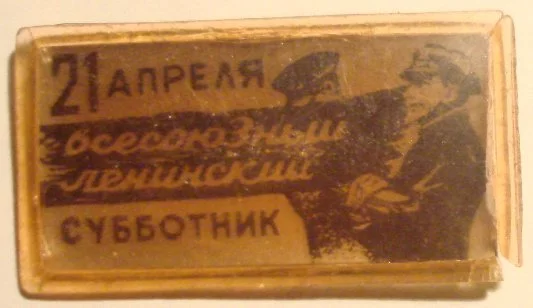 21 АПРЕЛЯ
всесоюзный
ленинский
СУББОТНИК